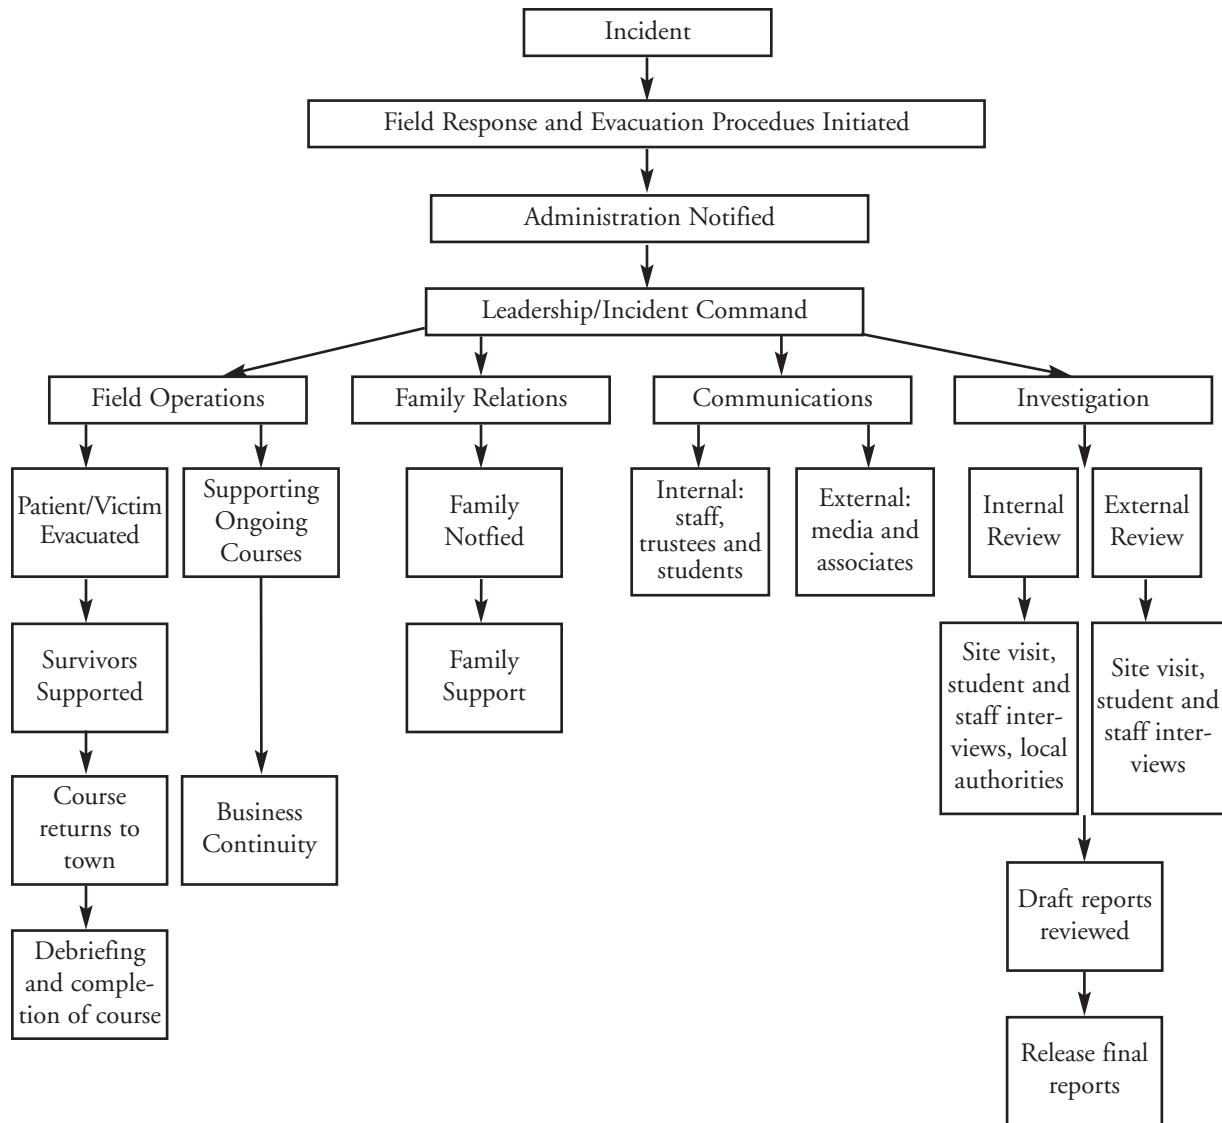 Incident
Field Response and Evacuation Procedues Initiated
Administration Notified
Leadership/Incident Command
Field Operations
Family Relations
Communications
Investigation
Patient/Victim
Evacuated
Supporting
Ongoing
Courses
Family
Notfied
Internal:
staff,
trustees and
students
External:
media and
associates
Internal
Review
External
Review
Survivors
Supported
Family
Support
Site visit,
student and
staff inter-
views, local
authorities
Site visit,
student and
staff inter-
views
Course
returns to
town
Business
Continuity
Draft reports
reviewed
Debriefing
and comple-
tion of course
Release final
reports